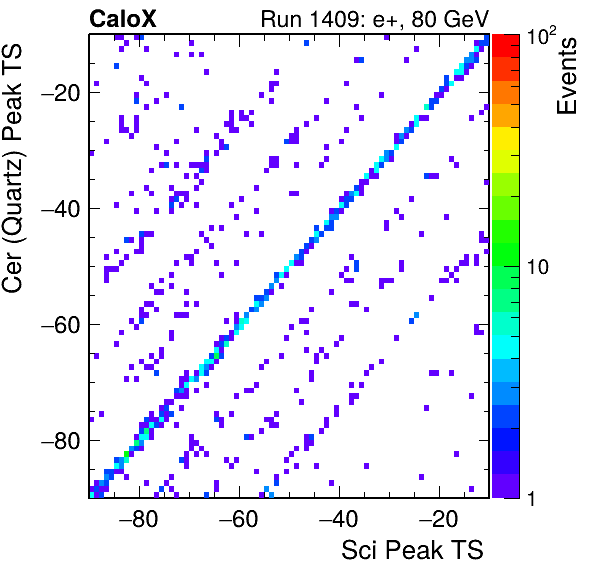 CaloX Run 1409: e+, 80 GeV
Cer (Quartz) Peak TS
−20
−40
−60
−80
−80 −60 −40 −20
Sci Peak TS
10²
10
1
Events